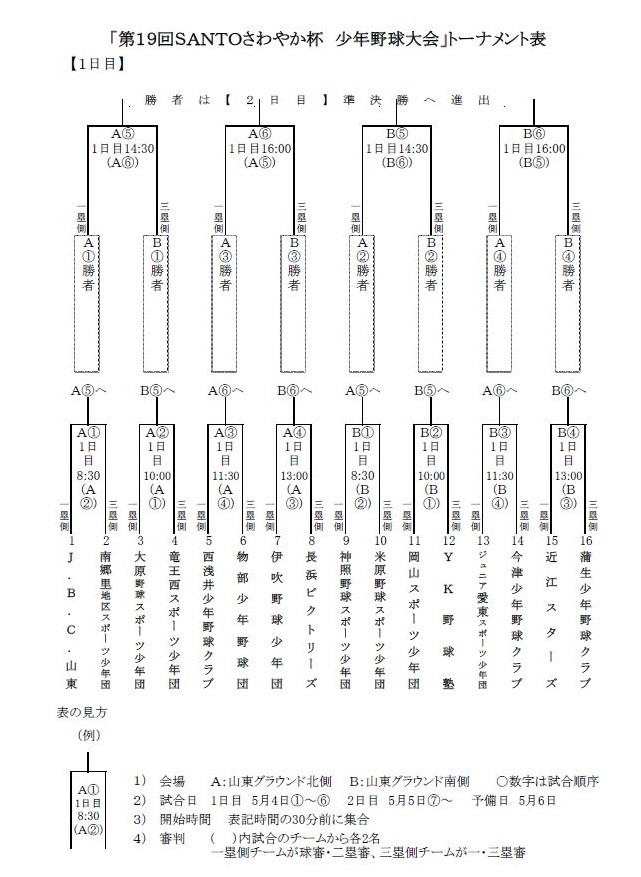 「第19回SANTOさわやか杯　少年野球大会」トーナメント表
【1日目】
勝者は【2日目】準決勝へ進出
A⑤ 1日目14:30 (A⑥)
A⑥ 1日目16:00 (A⑤)
B⑤ 1日目14:30 (B⑥)
B⑥ 1日目16:00 (B⑤)
一塁側 三塁側 一塁側 三塁側 一塁側 三塁側 一塁側 三塁側
A①勝者 B①勝者 A③勝者 B③勝者 A②勝者 B②勝者 A④勝者 B④勝者
A⑤へ B⑤へ A⑥へ B⑥へ A⑤へ B⑤へ A⑥へ B⑥へ
A① 1日目 8:30 (A②)
A② 1日目 10:00 (A①)
A③ 1日目 11:30 (A④)
A④ 1日目 13:00 (A③)
B① 1日目 8:30 (B②)
B② 1日目 10:00 (B①)
B③ 1日目 11:30 (B④)
B④ 1日目 13:00 (B③)
一塁側 三塁側 一塁側 三塁側 一塁側 三塁側 一塁側 三塁側 一塁側 三塁側 一塁側 三塁側 一塁側 三塁側 一塁側 三塁側
1 J.B.C.山東
2 南郷里地区スポーツ少年団
3 大原野球スポーツ少年団
4 竜王西スポーツ少年団
5 西浅井少年野球クラブ
6 物部少年野球団
7 伊吹野球少年団
8 長浜ビクトリーズ
9 神照野球スポーツ少年団
10 米原野球スポーツ少年団
11 岡山スポーツ少年団
12 YK野球塾
13 ジュニア愛東スポーツ少年団
14 今津少年野球クラブ
15 近江スターズ
16 蒲生少年野球クラブ
表の見方
(例)
A① 1日目 8:30 (A②)
1)　会場　A:山東グラウンド北側　B:山東グラウンド南側　○数字は試合順序
2)　試合日　1日目　5月4日①～⑥　2日目　5月5日⑦～　予備日　5月6日
3)　開始時間　表記時間の30分前に集合
4)　審判　(　)内試合のチームから各2名
一塁側チームが球審・二塁審、三塁側チームが一・三塁審